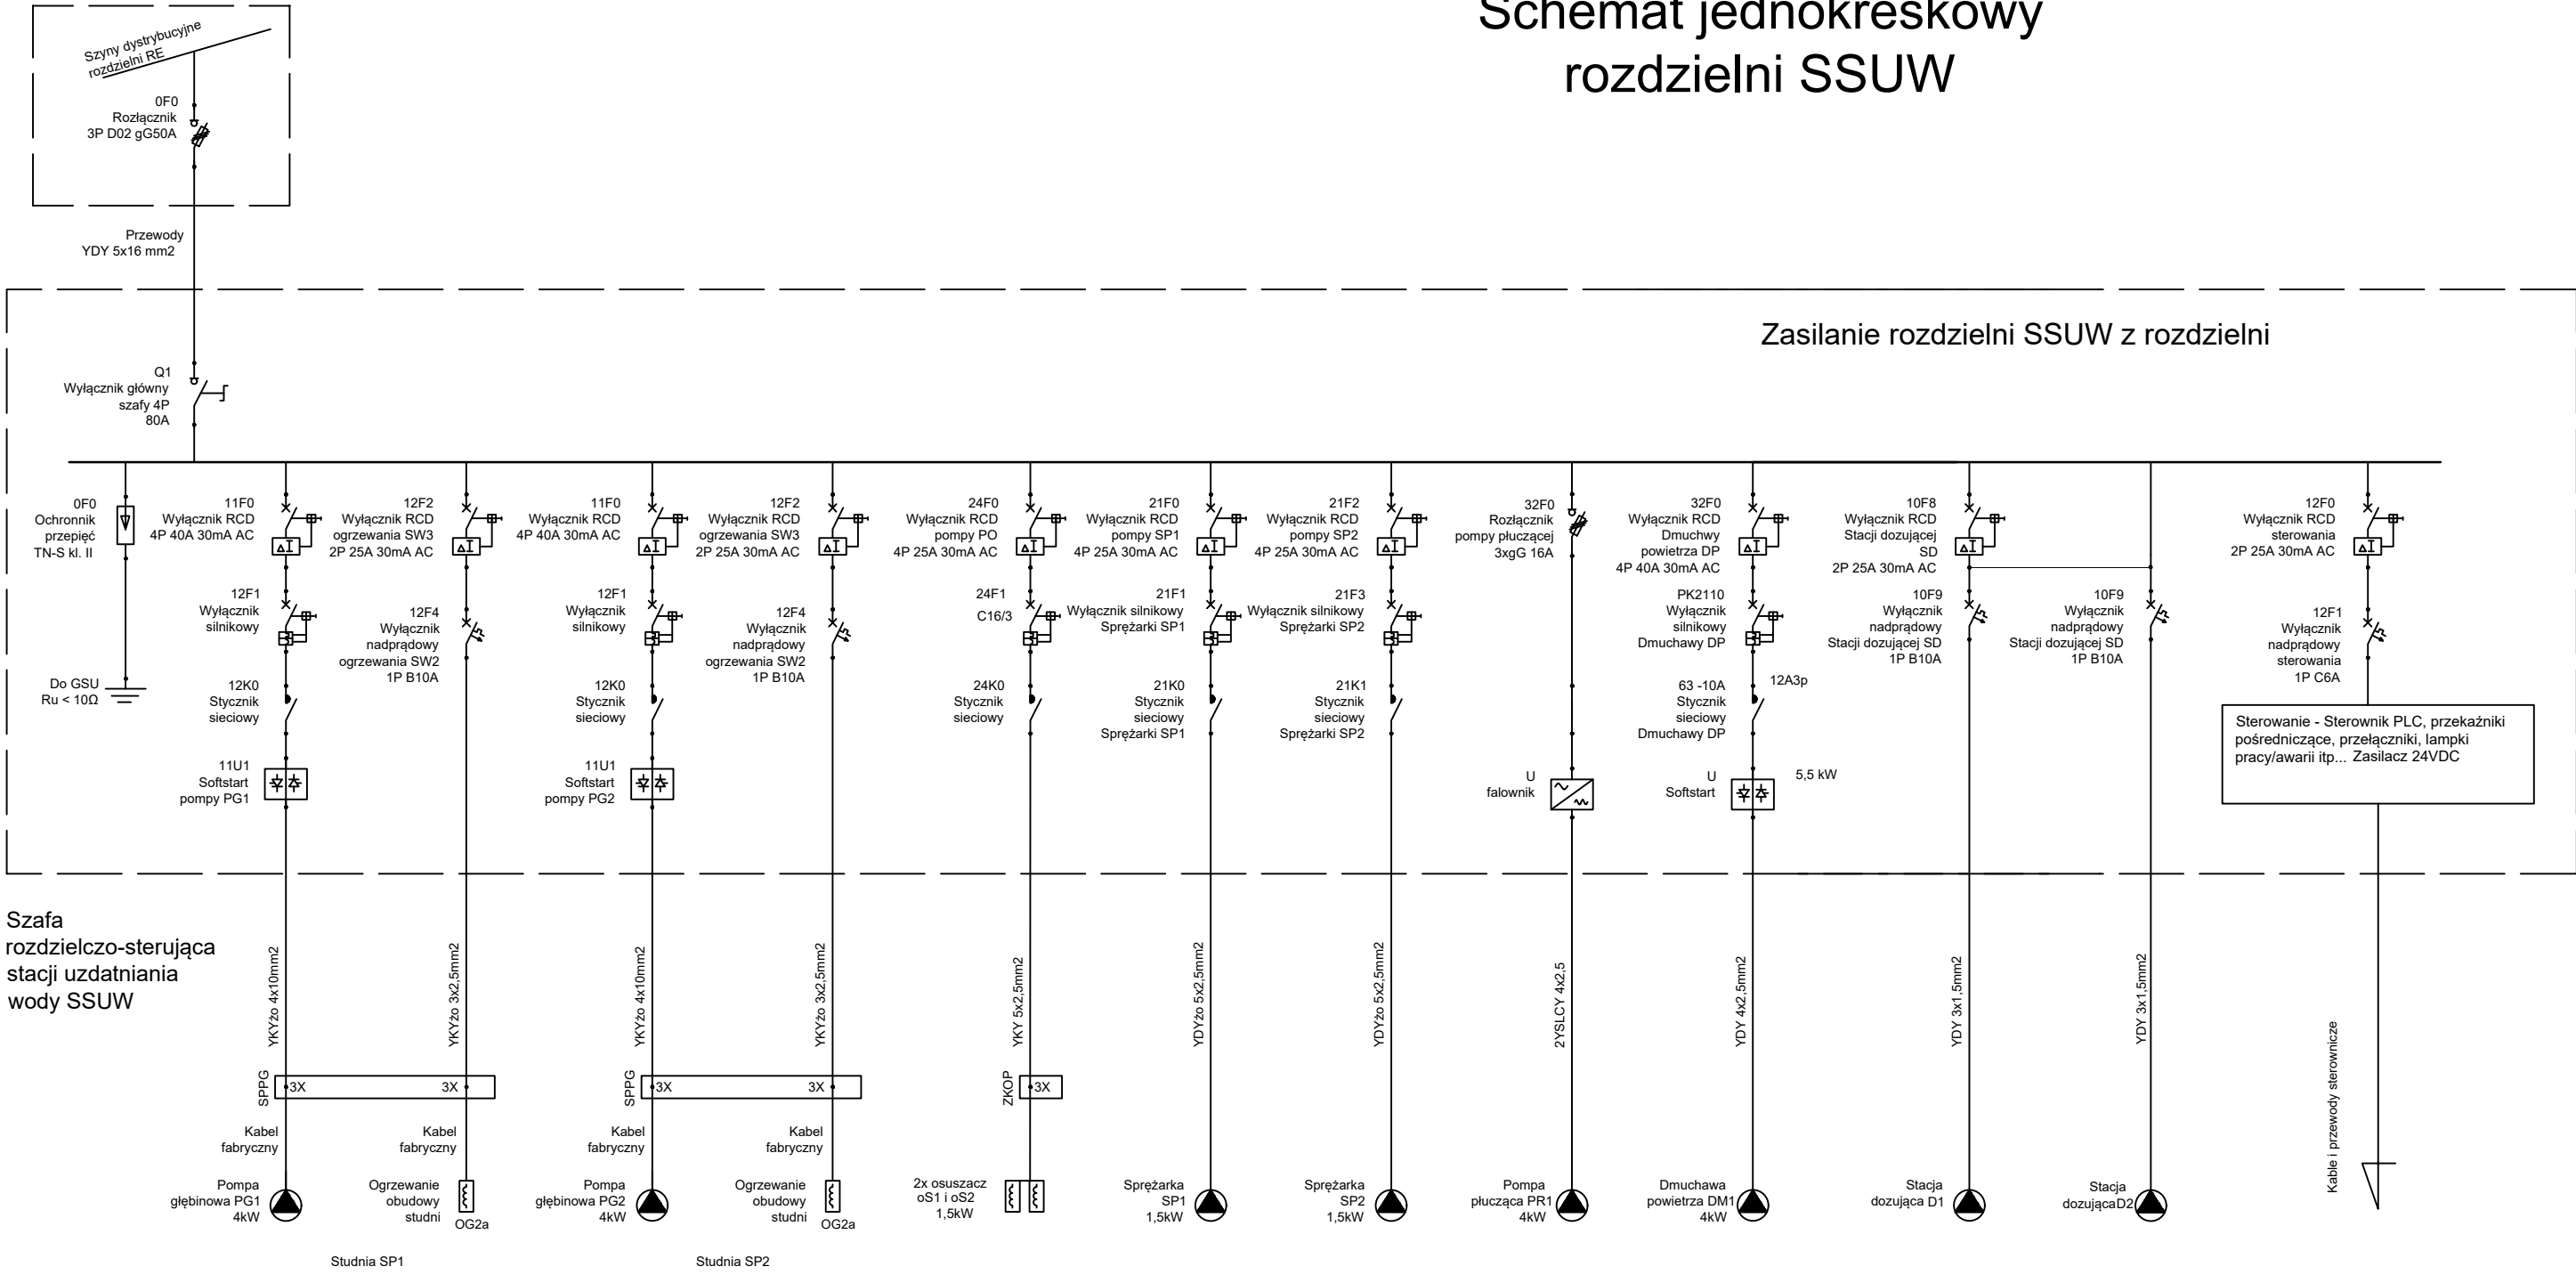 Schemat jednokreskowy
rozdzielni SSUW
Szyny dystrybucyjne
rozdzielni RE
0F0
Rozłącznik
3P D02 gG50A
Przewody
YDY 5x16 mm2
Zasilanie rozdzielni SSUW z rozdzielni
Q1
Wyłącznik główny
szafy 4P
80A
0F0
Ochronnik
przepięć
TN-S kl. II
Do GSU
Ru < 10Ω
11F0
Wyłącznik RCD
4P 40A 30mA AC
12F1
Wyłącznik
silnikowy
12K0
Stycznik
sieciowy
11U1
Softstart
pompy PG1
12F2
Wyłącznik RCD
ogrzewania SW3
2P 25A 30mA AC
12F4
Wyłącznik
nadprądowy
ogrzewania SW2
1P B10A
11F0
Wyłącznik RCD
4P 40A 30mA AC
12F1
Wyłącznik
silnikowy
12K0
Stycznik
sieciowy
11U1
Softstart
pompy PG2
12F2
Wyłącznik RCD
ogrzewania SW3
2P 25A 30mA AC
12F4
Wyłącznik
nadprądowy
ogrzewania SW2
1P B10A
24F0
Wyłącznik RCD
pompy PO
4P 25A 30mA AC
24F1
C16/3
24K0
Stycznik
sieciowy
21F0
Wyłącznik RCD
pompy SP1
4P 25A 30mA AC
21F1
Wyłącznik silnikowy
Sprężarki SP1
21K0
Stycznik
sieciowy
Sprężarki SP1
21F2
Wyłącznik RCD
pompy SP2
4P 25A 30mA AC
21F3
Wyłącznik silnikowy
Sprężarki SP2
21K1
Stycznik
sieciowy
Sprężarki SP2
32F0
Rozłącznik
pompy płuczącej
3xgG 16A
U
falownik
32F0
Wyłącznik RCD
Dmuchwy
powietrza DP
4P 40A 30mA AC
PK2110
Wyłącznik
silnikowy
Dmuchawy DP
63 -10A
12A3p
Stycznik
sieciowy
Dmuchawy DP
U
Softstart
5,5 kW
10F8
Wyłącznik RCD
Stacji dozującej
SD
2P 25A 30mA AC
10F9
Wyłącznik
nadprądowy
Stacji dozującej SD
1P B10A
10F9
Wyłącznik
nadprądowy
Stacji dozującej SD
1P B10A
12F0
Wyłącznik RCD
sterowania
2P 25A 30mA AC
12F1
Wyłącznik
nadprądowy
sterowania
1P C6A
Sterowanie - Sterownik PLC, przekaźniki
pośredniczące, przełączniki, lampki
pracy/awarii itp... Zasilacz 24VDC
ΔI
ΔI
ΔI
ΔI
ΔI
ΔI
ΔI
ΔI
ΔI
ΔI
Szafa
rozdzielczo-sterująca
stacji uzdatniania
wody SSUW
YKYżo 4x10mm2
YKYżo 3x2,5mm2
YKYżo 4x10mm2
YKYżo 3x2,5mm2
YKY 5x2,5mm2
YDYżo 5x2,5mm2
YDYżo 5x2,5mm2
2YSLCY 4x2,5
YDY 4x2,5mm2
YDY 3x1,5mm2
YDY 3x1,5mm2
Kable i przewody sterownicze
SPPG
3X
3X
SPPG
3X
3X
ZKOP
3X
Kabel
fabryczny
Kabel
fabryczny
Kabel
fabryczny
Kabel
fabryczny
Pompa
głębinowa PG1
4kW
Ogrzewanie
obudowy
studni
OG2a
Pompa
głębinowa PG2
4kW
Ogrzewanie
obudowy
studni
OG2a
2x osuszacz
oS1 i oS2
1,5kW
Sprężarka
SP1
1,5kW
Sprężarka
SP2
1,5kW
Pompa
płucząca PR1
4kW
Dmuchawa
powietrza DM1
4kW
Stacja
dozująca D1
Stacja
dozującaD2
Studnia SP1
Studnia SP2